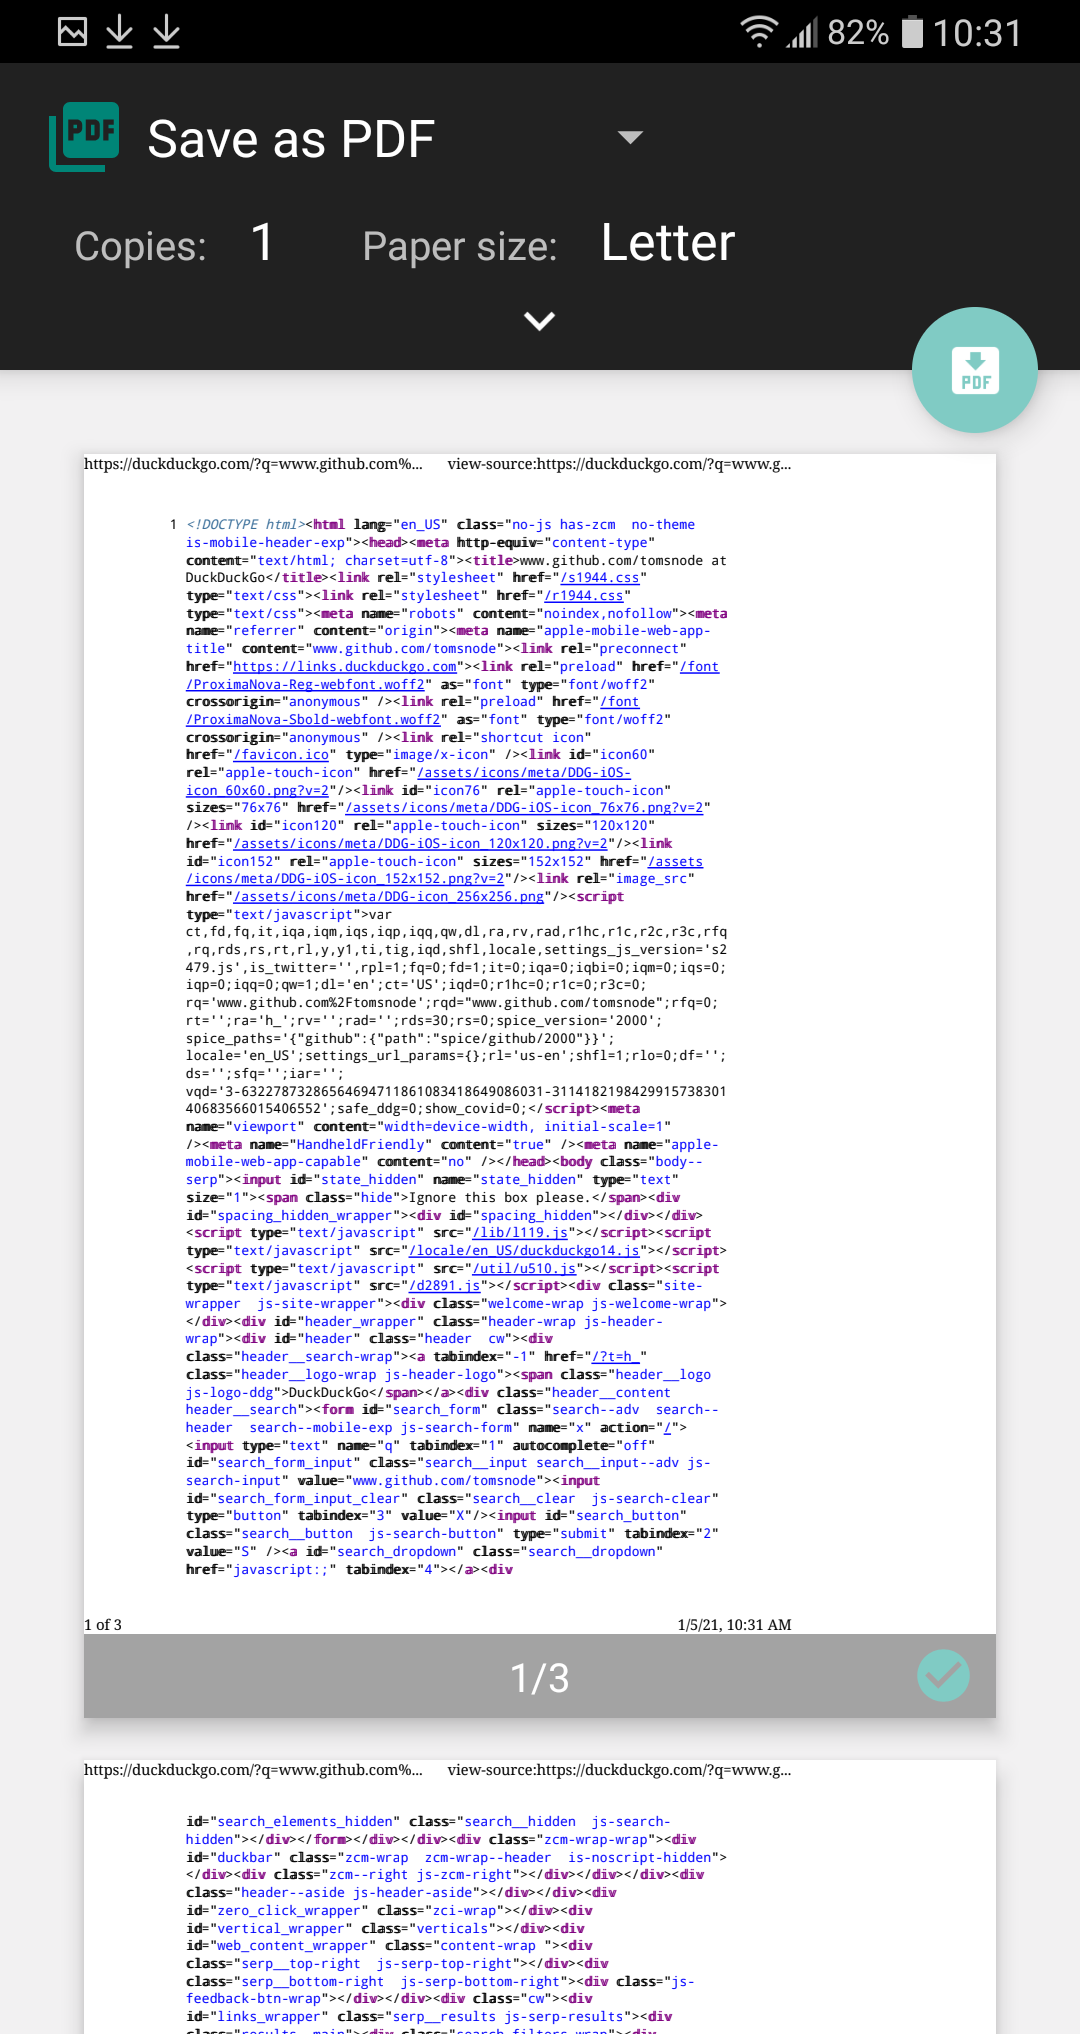 82% 10:31
PDF Save as PDF
Copies: 1 Paper size: Letter
PDF
https://duckduckgo.com/?q=www.github.com%... view-source:https://duckduckgo.com/?q=www.g...
1 <!DOCTYPE html><html lang="en_US" class="no-js has-zcm  no-theme
is-mobile-header-exp"><head><meta http-equiv="content-type"
content="text/html; charset=utf-8"><title>www.github.com/tomsnode at
DuckDuckGo</title><link rel="stylesheet" href="/s1944.css"
type="text/css"><link rel="stylesheet" href="/r1944.css"
type="text/css"><meta name="robots" content="noindex,nofollow"><meta
name="referrer" content="origin"><meta name="apple-mobile-web-app-
title" content="www.github.com/tomsnode"><link rel="preconnect"
href="https://links.duckduckgo.com"><link rel="preload" href="/font
/ProximaNova-Reg-webfont.woff2" as="font" type="font/woff2"
crossorigin="anonymous" /><link rel="preload" href="/font
/ProximaNova-Sbold-webfont.woff2" as="font" type="font/woff2"
crossorigin="anonymous" /><link rel="shortcut icon"
href="/favicon.ico" type="image/x-icon" /><link id="icon60"
rel="apple-touch-icon" href="/assets/icons/meta/DDG-iOS-
icon_60x60.png?v=2"/><link id="icon76" rel="apple-touch-icon"
sizes="76x76" href="/assets/icons/meta/DDG-iOS-icon_76x76.png?v=2"
/><link id="icon120" rel="apple-touch-icon" sizes="120x120"
href="/assets/icons/meta/DDG-iOS-icon_120x120.png?v=2"/><link
id="icon152" rel="apple-touch-icon" sizes="152x152" href="/assets
/icons/meta/DDG-iOS-icon_152x152.png?v=2"/><link rel="image_src"
href="/assets/icons/meta/DDG-icon_256x256.png"/><script
type="text/javascript">var
ct,fd,fq,it,iqa,iqm,iqs,iqp,iqq,qw,dl,ra,rv,rad,r1hc,r1c,r2c,r3c,rfq
,rq,rds,rs,rt,rl,y,y1,ti,tig,iqd,shfl,locale,settings_js_version='s2
479.js',is_twitter='',rpl=1;fq=0;fd=1;it=0;iqa=0;iqbi=0;iqm=0;iqs=0;
iqp=0;iqq=0;qw=1;dl='en';ct='US';iqd=0;r1hc=0;r1c=0;r3c=0;
rq='www.github.com%2Ftomsnode';rqd="www.github.com/tomsnode";rfq=0;
rt='';ra='h_';rv='';rad='';rds=30;rs=0;spice_version='2000';
spice_paths='{"github":{"path":"spice/github/2000"}}';
locale='en_US';settings_url_params={};rl='us-en';shfl=1;rlo=0;df='';
ds='';sfq='';iar='';
vqd='3-63227873286564694711861083418649086031-3114182198429915738301
40683566015406552';safe_ddg=0;show_covid=0;</script><meta
name="viewport" content="width=device-width, initial-scale=1"
/><meta name="HandheldFriendly" content="true" /><meta name="apple-
mobile-web-app-capable" content="no" /></head><body class="body--
serp"><input id="state_hidden" name="state_hidden" type="text"
size="1"><span class="hide">Ignore this box please.</span><div
id="spacing_hidden_wrapper"><div id="spacing_hidden"></div></div>
<script type="text/javascript" src="/lib/l119.js"></script><script
type="text/javascript" src="/locale/en_US/duckduckgo14.js"></script>
<script type="text/javascript" src="/util/u510.js"></script><script
type="text/javascript" src="/d2891.js"></script><div class="site-
wrapper  js-site-wrapper"><div class="welcome-wrap js-welcome-wrap">
</div><div id="header_wrapper" class="header-wrap js-header-
wrap"><div id="header" class="header  cw"><div
class="header__search-wrap"><a tabindex="-1" href="/?t=h_"
class="header__logo-wrap js-header-logo"><span class="header__logo
js-logo-ddg">DuckDuckGo</span></a><div class="header__content
header__search"><form id="search_form" class="search--adv  search--
header  search--mobile-exp js-search-form" name="x" action="/">
<input type="text" name="q" tabindex="1" autocomplete="off"
id="search_form_input" class="search__input search__input--adv js-
search-input" value="www.github.com/tomsnode"><input
id="search_form_input_clear" class="search__clear  js-search-clear"
type="button" tabindex="3" value="X"/><input id="search_button"
class="search__button  js-search-button" type="submit" tabindex="2"
value="S" /><a id="search_dropdown" class="search__dropdown"
href="javascript:;" tabindex="4"></a><div
1 of 3 1/5/21, 10:31 AM
1/3
https://duckduckgo.com/?q=www.github.com%... view-source:https://duckduckgo.com/?q=www.g...
id="search_elements_hidden" class="search__hidden  js-search-
hidden"></div></form></div></div><div class="zcm-wrap-wrap"><div
id="duckbar" class="zcm-wrap  zcm-wrap--header  is-noscript-hidden">
</div><div class="zcm--right js-zcm-right"></div></div></div><div
class="header--aside js-header-aside"></div></div><div
id="zero_click_wrapper" class="zci-wrap"></div><div
id="vertical_wrapper" class="verticals"></div><div
id="web_content_wrapper" class="content-wrap "><div
class="serp__top-right  js-serp-top-right"></div><div
class="serp__bottom-right  js-serp-bottom-right"><div class="js-
feedback-btn-wrap"></div></div><div class="cw"><div
id="links_wrapper" class="serp__results js-serp-results"><div
class="results--main"><div class="search-filters-wrap"><div